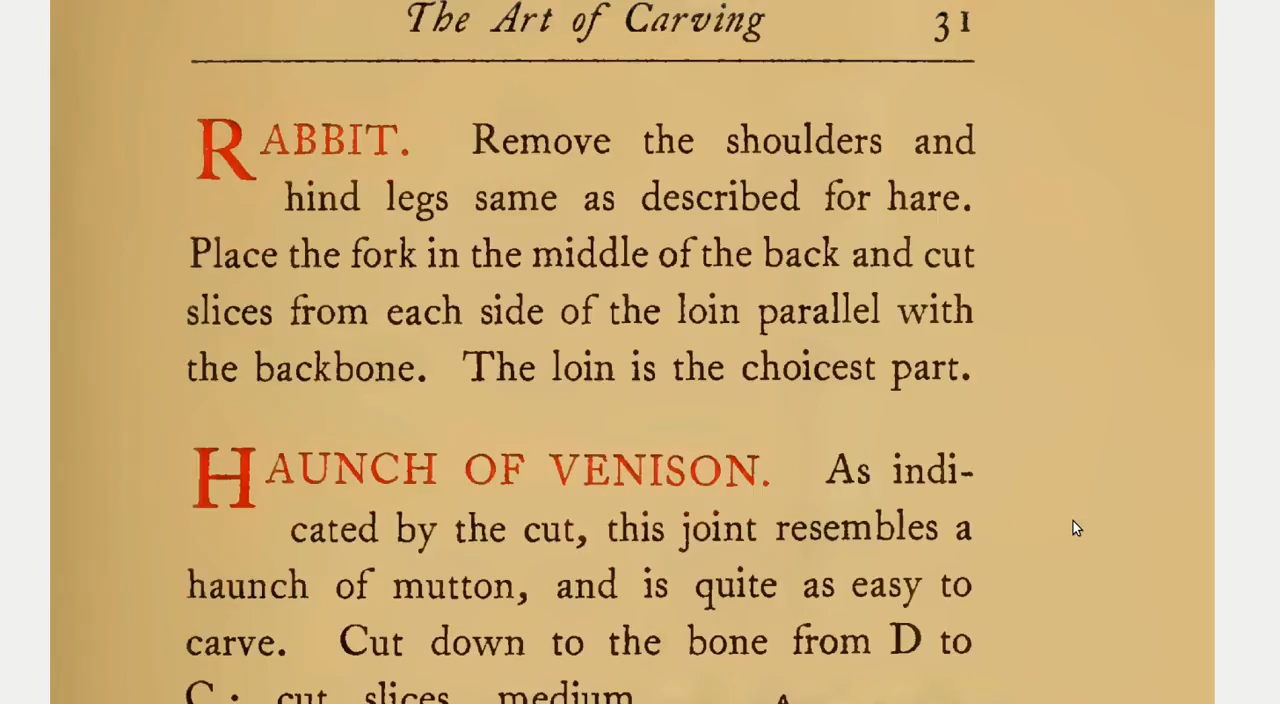 The Art of Carving 31
RABBIT. Remove the shoulders and
hind legs same as described for hare.
Place the fork in the middle of the back and cut
slices from each side of the loin parallel with
the backbone. The loin is the choicest part.
HAUNCH OF VENISON. As indi-
cated by the cut, this joint resembles a
haunch of mutton, and is quite as easy to
carve. Cut down to the bone from D to
C; cut slices medium A